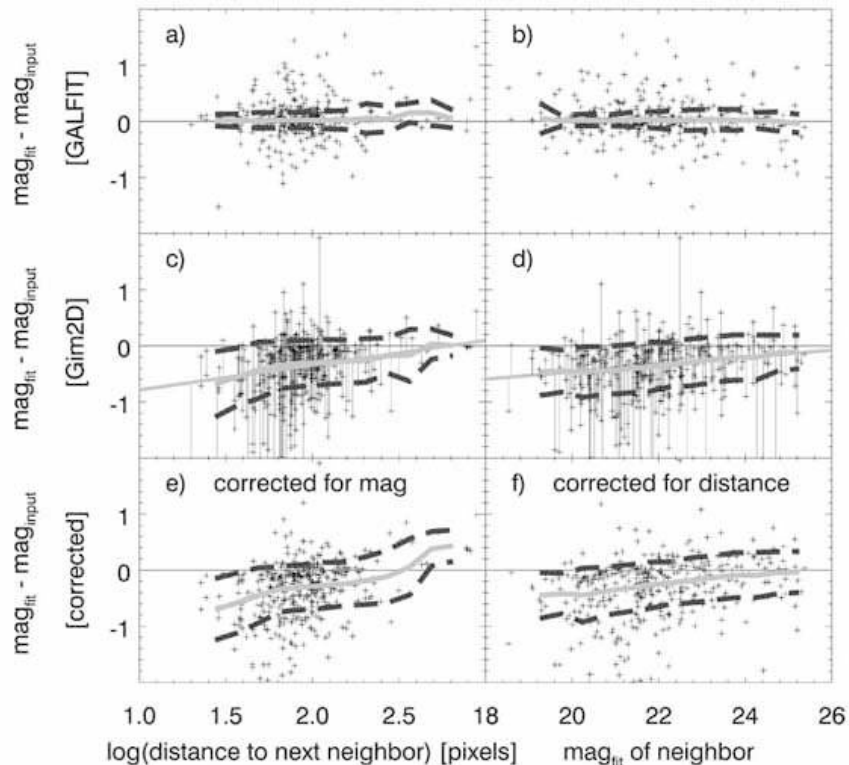 a)
b)
1
0
-1
mag_fit - mag_input
[GALFIT]
c)
d)
1
0
-1
mag_fit - mag_input
[Gim2D]
e) corrected for mag
f) corrected for distance
1
0
-1
mag_fit - mag_input
[corrected]
1.0 1.5 2.0 2.5 18 20 22 24 26
log(distance to next neighbor) [pixels]
mag_fit of neighbor